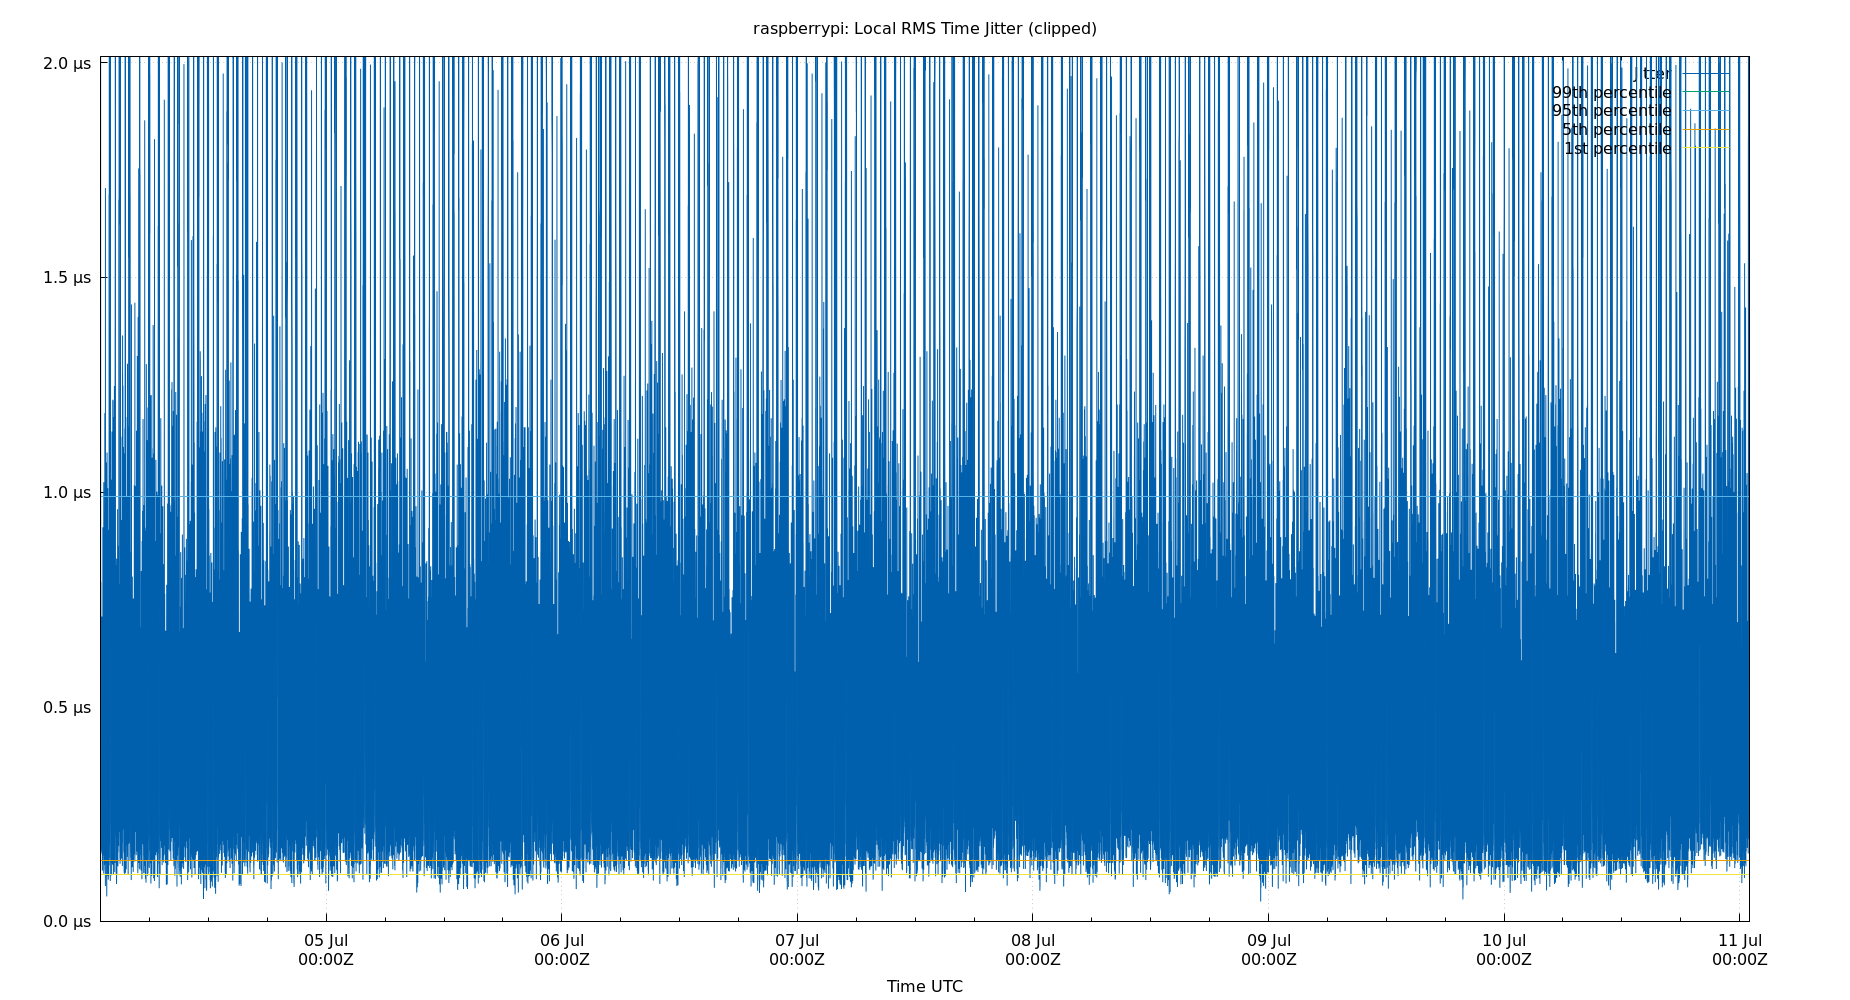 raspberrypi: Local RMS Time Jitter (clipped)
2.0 µs
1.5 µs
1.0 µs
0.5 µs
0.0 µs
jitter
99th percentile
95th percentile
5th percentile
1st percentile
05 Jul
00:00Z
06 Jul
00:00Z
07 Jul
00:00Z
08 Jul
00:00Z
09 Jul
00:00Z
10 Jul
00:00Z
11 Jul
00:00Z
Time UTC